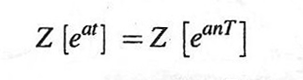 Z [e^{at}] = Z [e^{anT}]